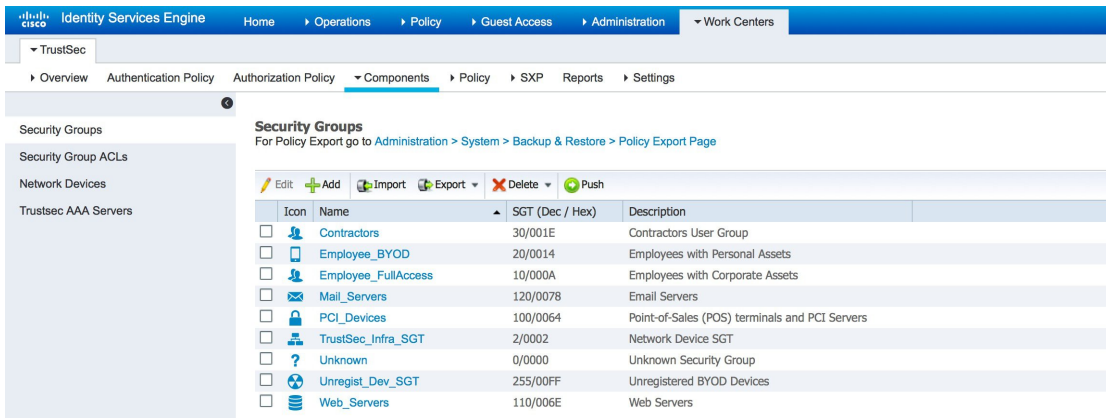 cisco Identity Services Engine Home Operations Policy Guest Access Administration Work Centers
TrustSec
Overview Authentication Policy Authorization Policy Components Policy SXP Reports Settings
Security Groups
Security Group ACLs
Network Devices
Trustsec AAA Servers
Security Groups
For Policy Export go to Administration > System > Backup & Restore > Policy Export Page
Edit Add Import Export Delete Push
Icon Name SGT (Dec / Hex) Description
Contractors 30/001E Contractors User Group
Employee_BYOD 20/0014 Employees with Personal Assets
Employee_FullAccess 10/000A Employees with Corporate Assets
Mail_Servers 120/0078 Email Servers
PCI_Devices 100/0064 Point-of-Sales (POS) terminals and PCI Servers
TrustSec_Infra_SGT 2/0002 Network Device SGT
? Unknown 0/0000 Unknown Security Group
Unregist_Dev_SGT 255/00FF Unregistered BYOD Devices
Web_Servers 110/006E Web Servers